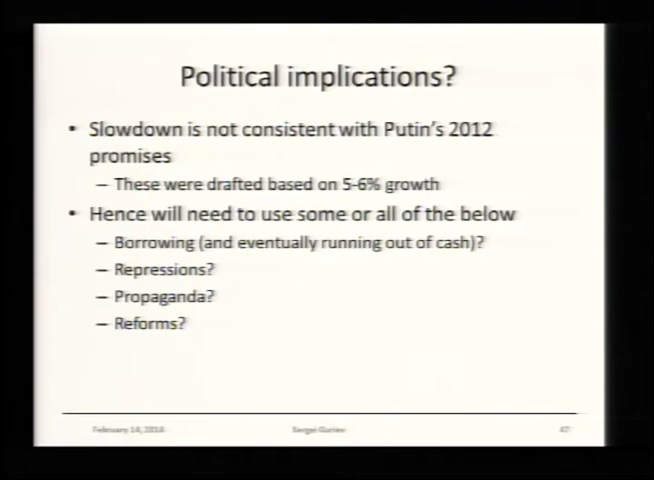 Political implications?
• Slowdown is not consistent with Putin's 2012
promises
– These were drafted based on 5-6% growth
• Hence will need to use some or all of the below
– Borrowing (and eventually running out of cash)?
– Repressions?
– Propaganda?
– Reforms?
February 14, 2014
Sergei Guriev
47